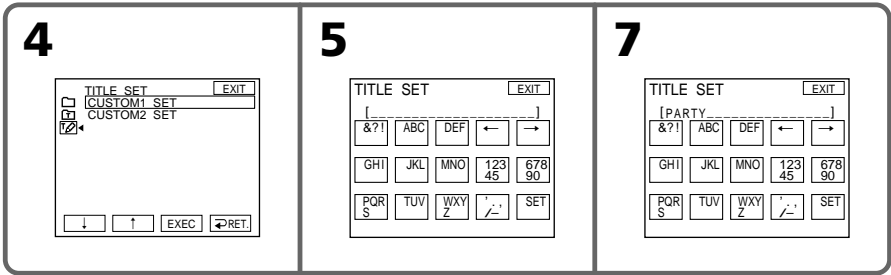 4
TITLE SET EXIT
CUSTOM1 SET
CUSTOM2 SET
↓ ↑ EXEC RET.
5
TITLE SET EXIT
[____________________]
&?! ABC DEF ← →
GHI JKL MNO 123 45 678 90
PQR S TUV WXY Z '., /– SET
7
TITLE SET EXIT
[PARTY_______________]
&?! ABC DEF ← →
GHI JKL MNO 123 45 678 90
PQR S TUV WXY Z '., /– SET